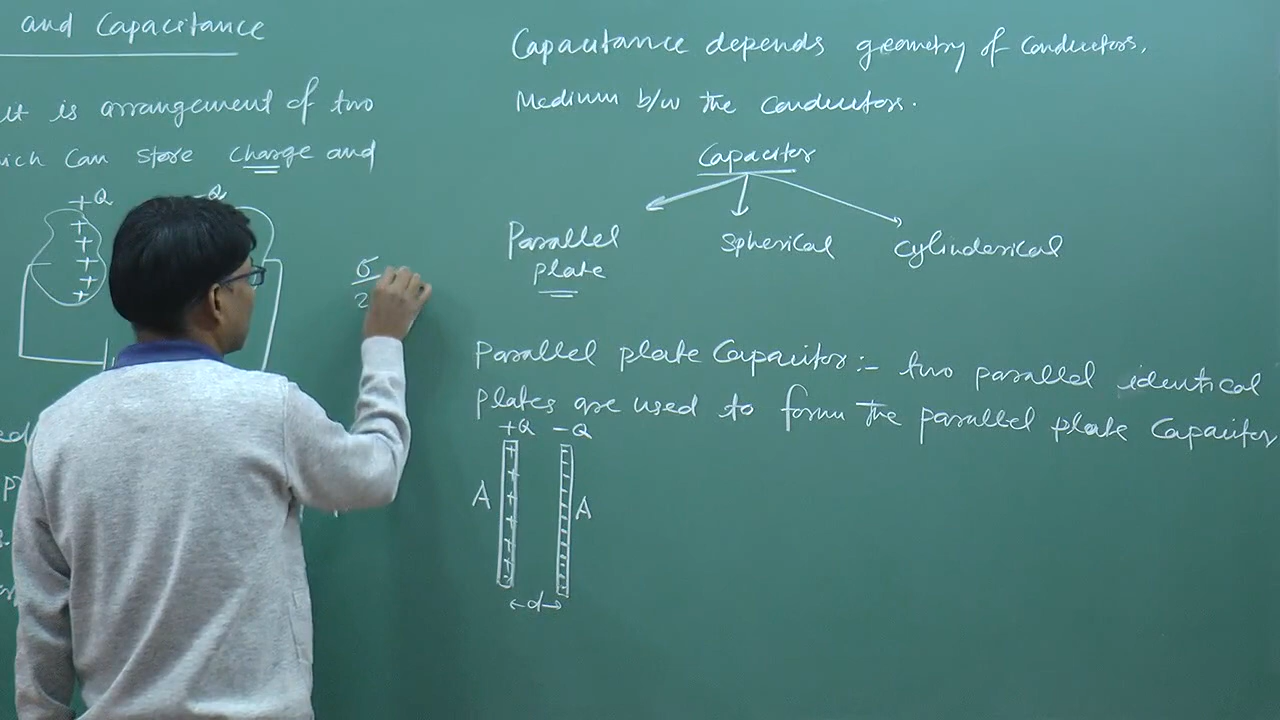 and Capacitance
It is arrangement of two
which can store charge and
+Q -Q
+
+
+
+
+
σ
2
Capacitance depends geometry of conductors,
Medium b/w the conductors.
Capacitor
Parallel
plate
Spherical
cylinderical
Parallel plate Capacitor:- two parallel identical
plates are used to form the parallel plate Capacitor
+Q -Q
A A
←d→